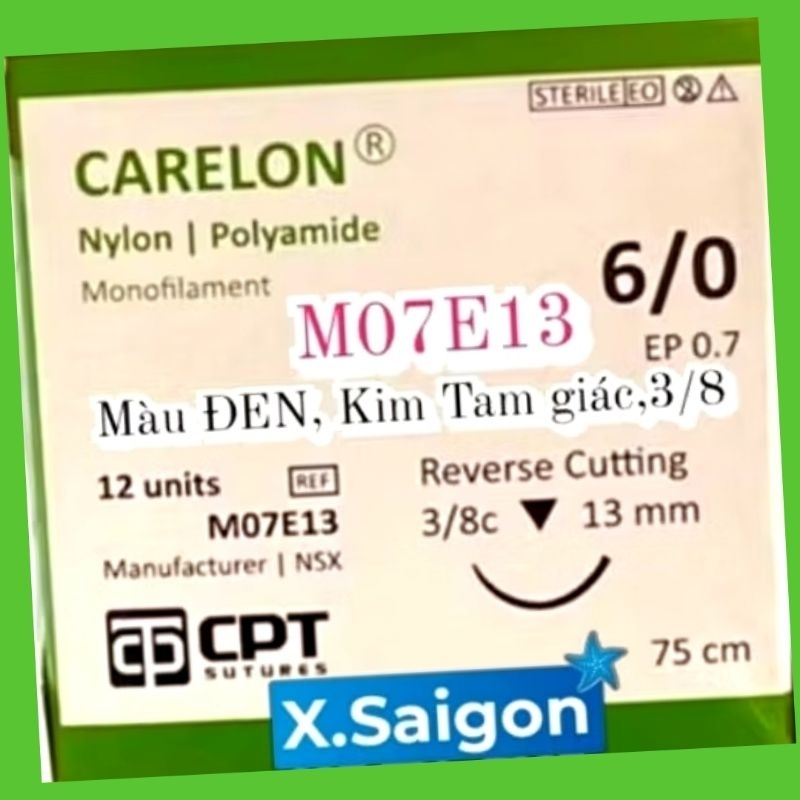 STERILE EO
CARELON®
Nylon | Polyamide
Monofilament
6/0
EP 0.7
M07E13
Màu ĐEN, Kim Tam giác,3/8
12 units REF
M07E13
Manufacturer | NSX
Reverse Cutting
3/8c ▼ 13 mm
CPT
SUTURES
75 cm
X.Saigon